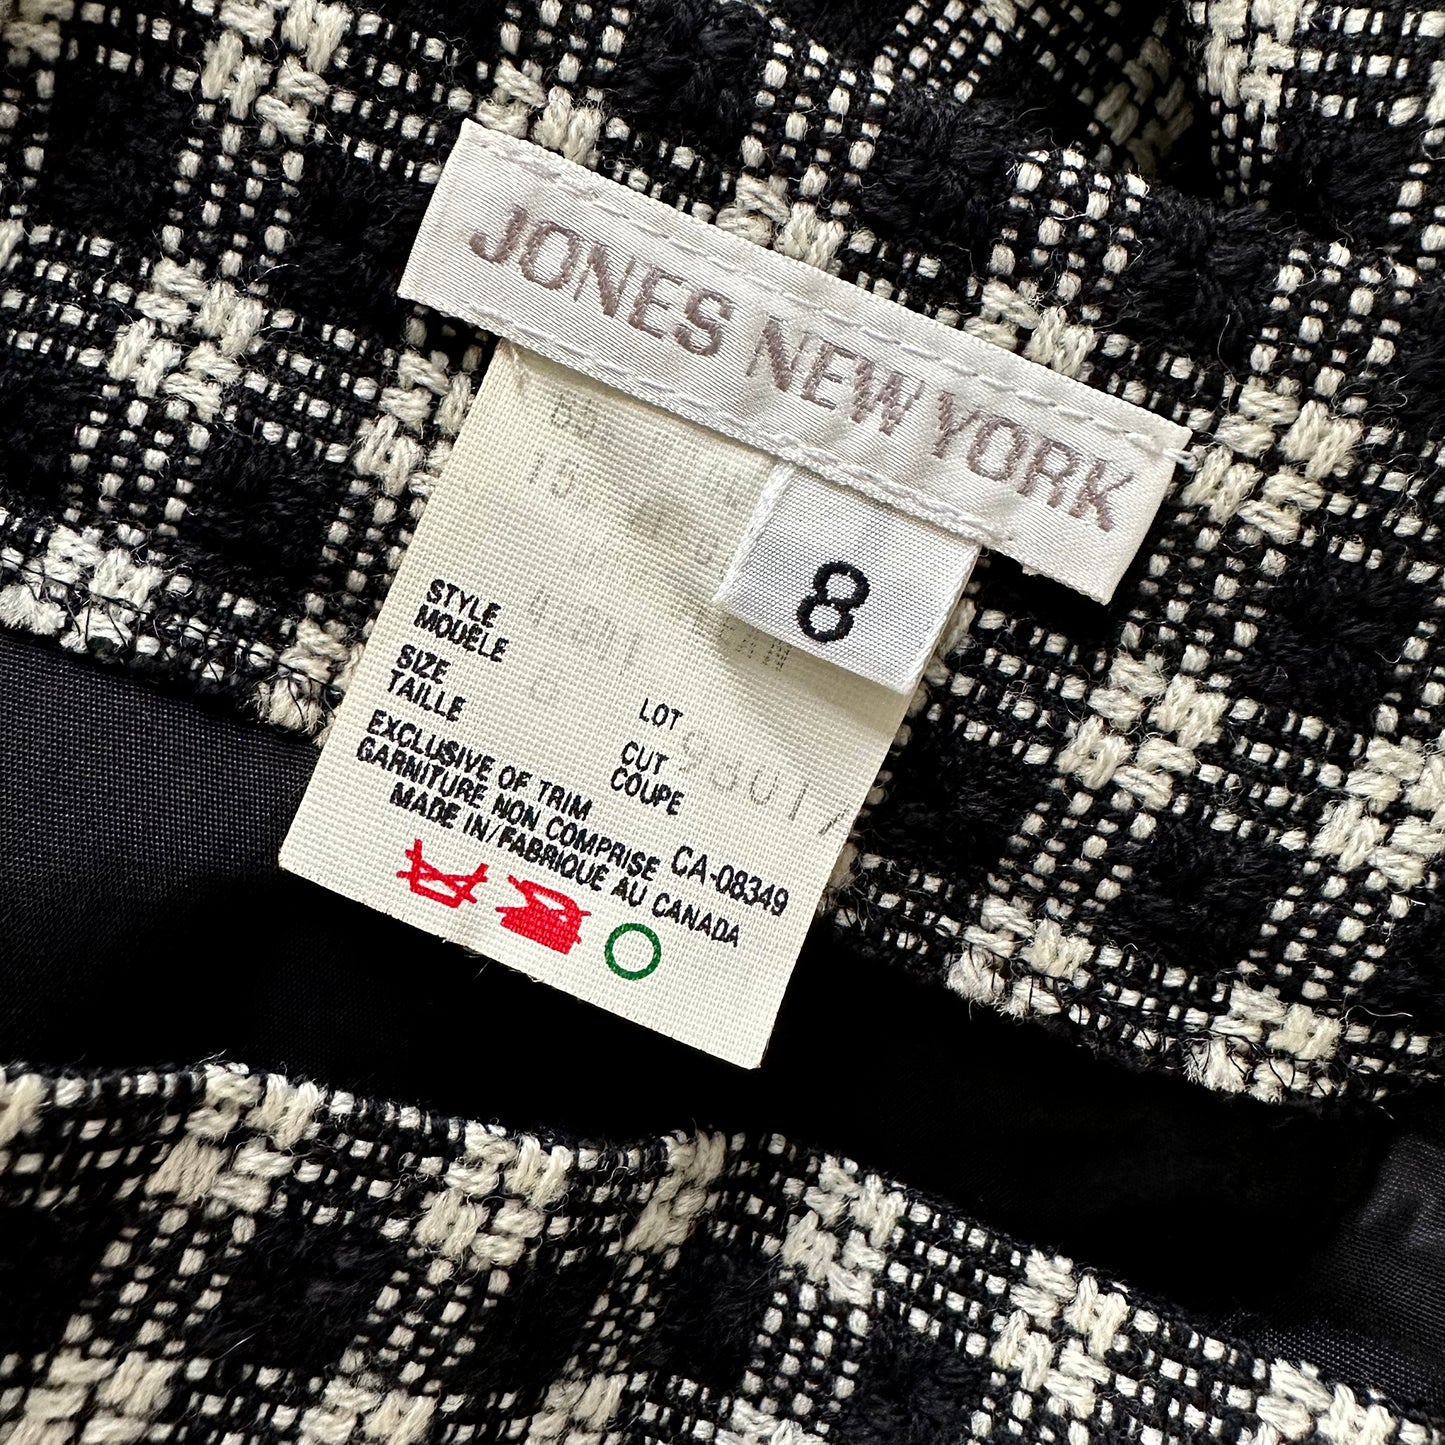 JONES NEW YORK
8
STYLE
MODÈLE
SIZE
TAILLE
LOT
CUT
COUPE
EXCLUSIVE OF TRIM
GARNITURE NON COMPRISE CA-08349
MADE IN/FABRIQUE AU CANADA